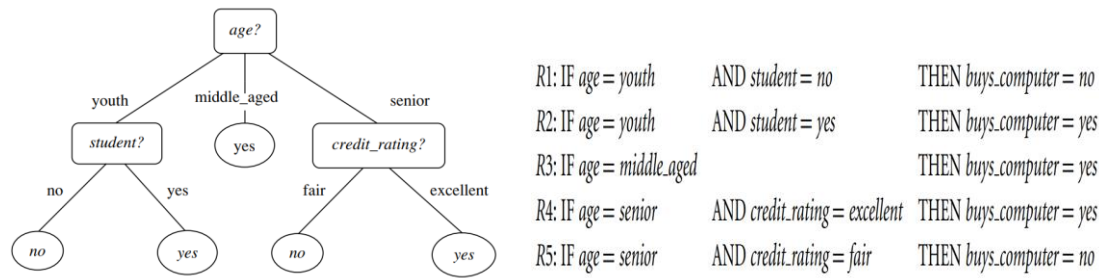 age?
youth
middle_aged
senior
student?
yes
credit_rating?
no
yes
fair
excellent
no
yes
no
yes
R1: IF age = youth AND student = no THEN buys_computer = no
R2: IF age = youth AND student = yes THEN buys_computer = yes
R3: IF age = middle_aged THEN buys_computer = yes
R4: IF age = senior AND credit_rating = excellent THEN buys_computer = yes
R5: IF age = senior AND credit_rating = fair THEN buys_computer = no